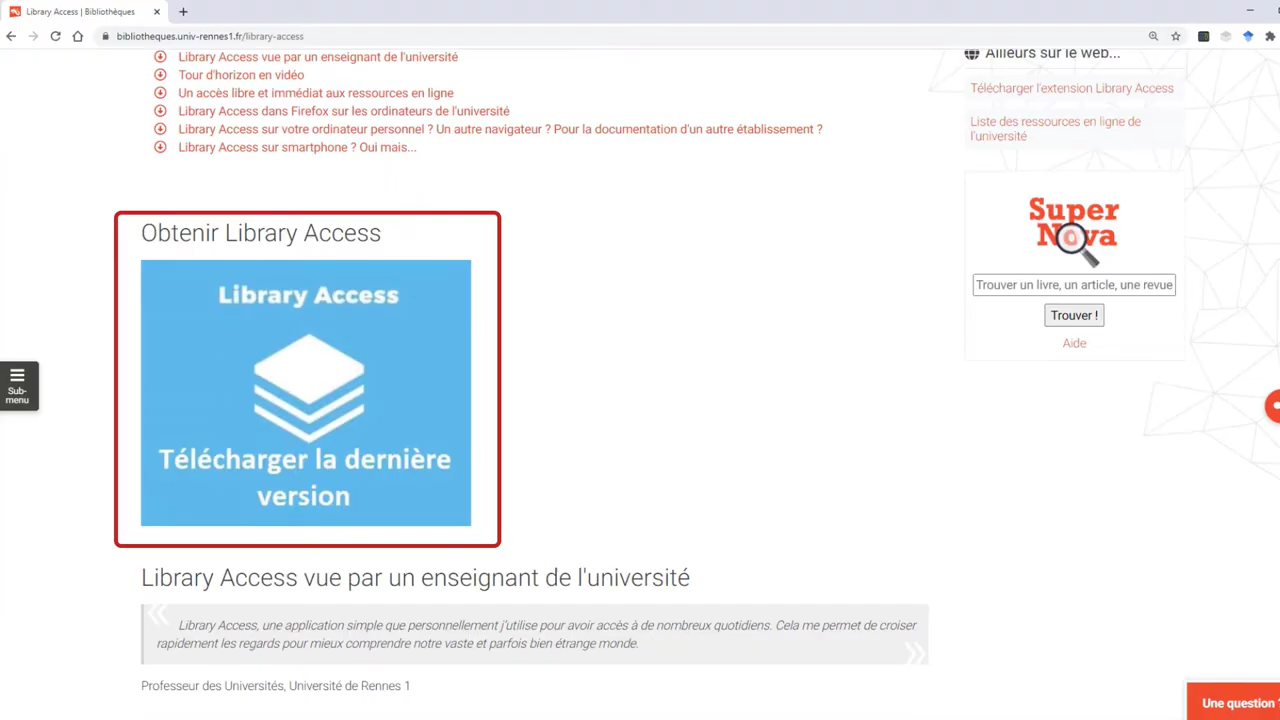 Library Access | Bibliothèques
bibliotheques.univ-rennes1.fr/library-access
Library Access vue par un enseignant de l'université
Tour d'horizon en vidéo
Un accès libre et immédiat aux ressources en ligne
Library Access dans Firefox sur les ordinateurs de l'université
Library Access sur votre ordinateur personnel ? Un autre navigateur ? Pour la documentation d'un autre établissement ?
Library Access sur smartphone ? Oui mais...
Ailleurs sur le web...
Télécharger l'extension Library Access
Liste des ressources en ligne de
l'université
Super
Nova
Trouver un livre, un article, une revue
Trouver !
Aide
Sub-
menu
Obtenir Library Access
Library Access
Télécharger la dernière
version
Library Access vue par un enseignant de l'université
« Library Access, une application simple que personnellement j'utilise pour avoir accès à de nombreux quotidiens. Cela me permet de croiser
rapidement les regards pour mieux comprendre notre vaste et parfois bien étrange monde. »
Professeur des Universités, Université de Rennes 1
Une question ?